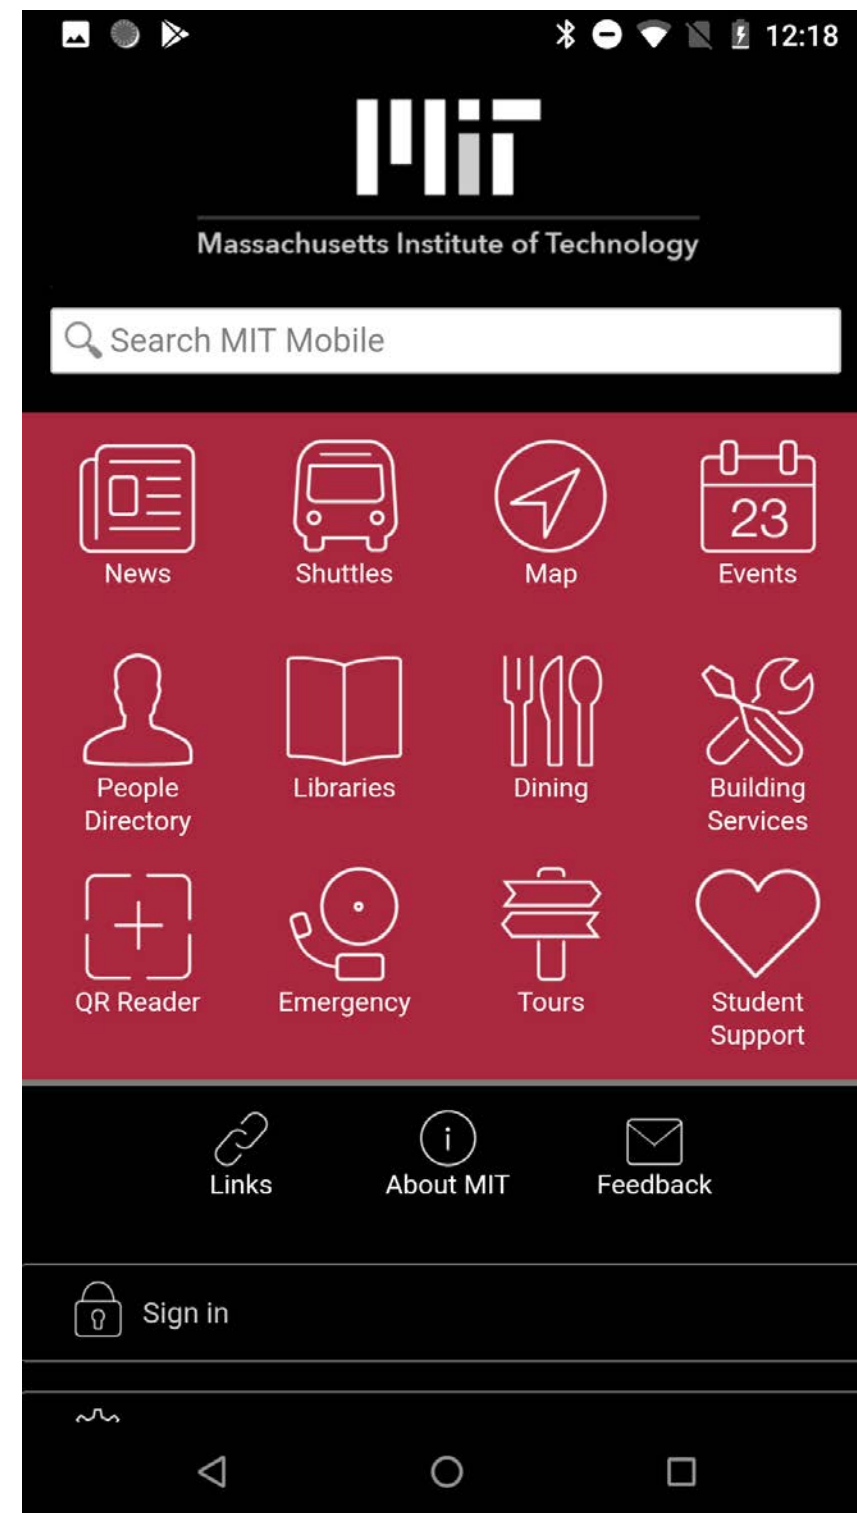 12:18
MIT
Massachusetts Institute of Technology
Search MIT Mobile
23
News Shuttles Map Events
People Libraries Dining Building
Directory Services
QR Reader Emergency Tours Student
Support
Links About MIT Feedback
Sign in